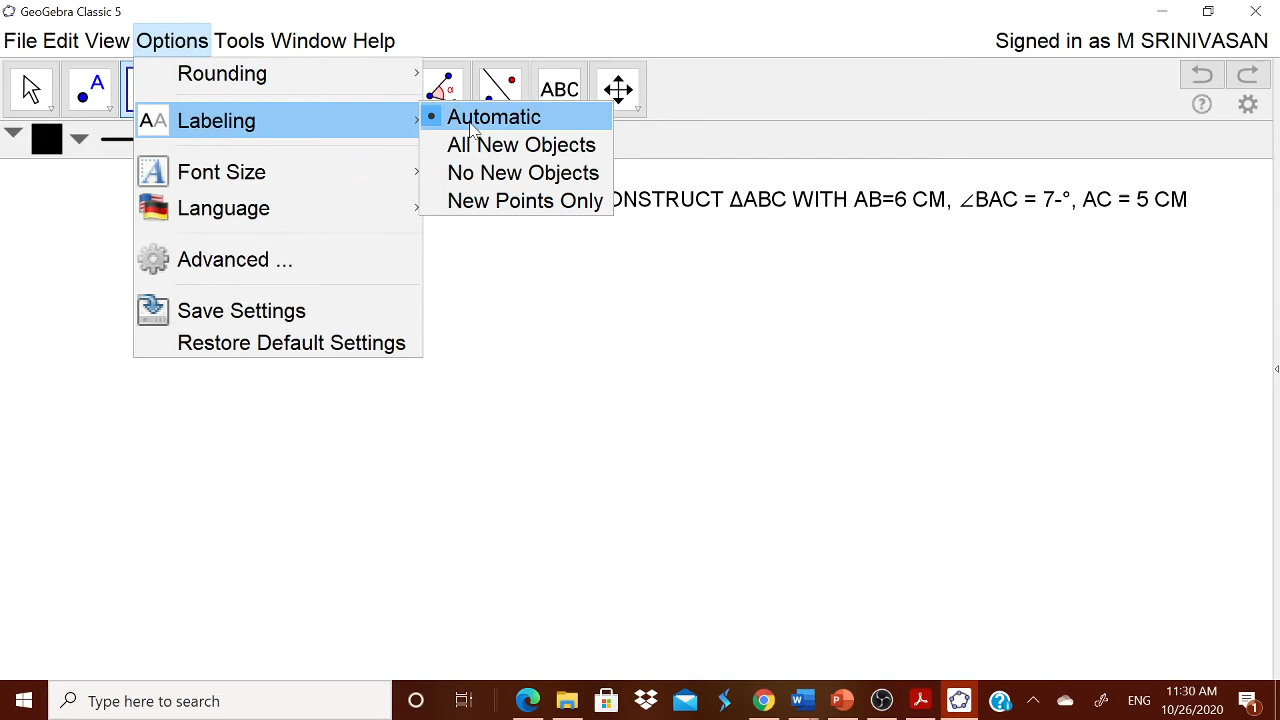 GeoGebra Classic 5
File Edit View Options Tools Window Help
Signed in as M SRINIVASAN
Rounding
Labeling
Font Size
Language
Advanced ...
Save Settings
Restore Default Settings
Automatic
All New Objects
No New Objects
New Points Only
A
α
ABC
ONSTRUCT ΔABC WITH AB=6 CM, ∠BAC = 7-°, AC = 5 CM
Type here to search
ENG
11:30 AM
10/26/2020
1